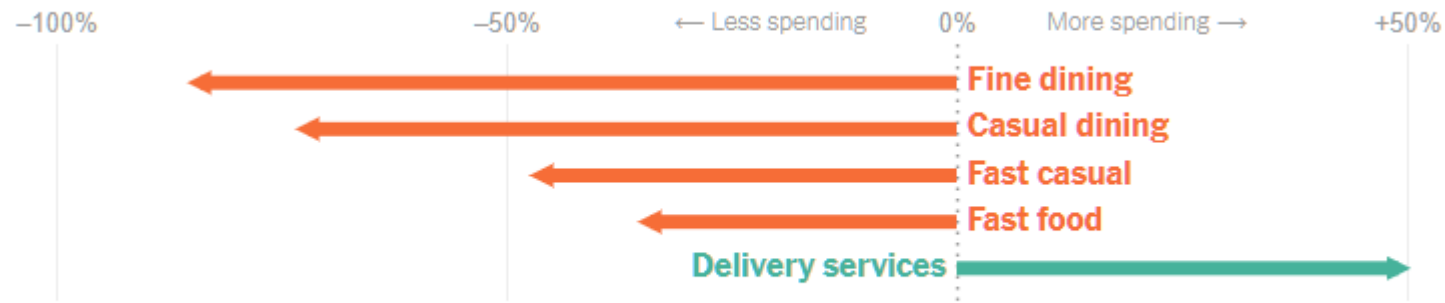 –100% –50% ← Less spending 0% More spending → +50%
Fine dining
Casual dining
Fast casual
Fast food
Delivery services